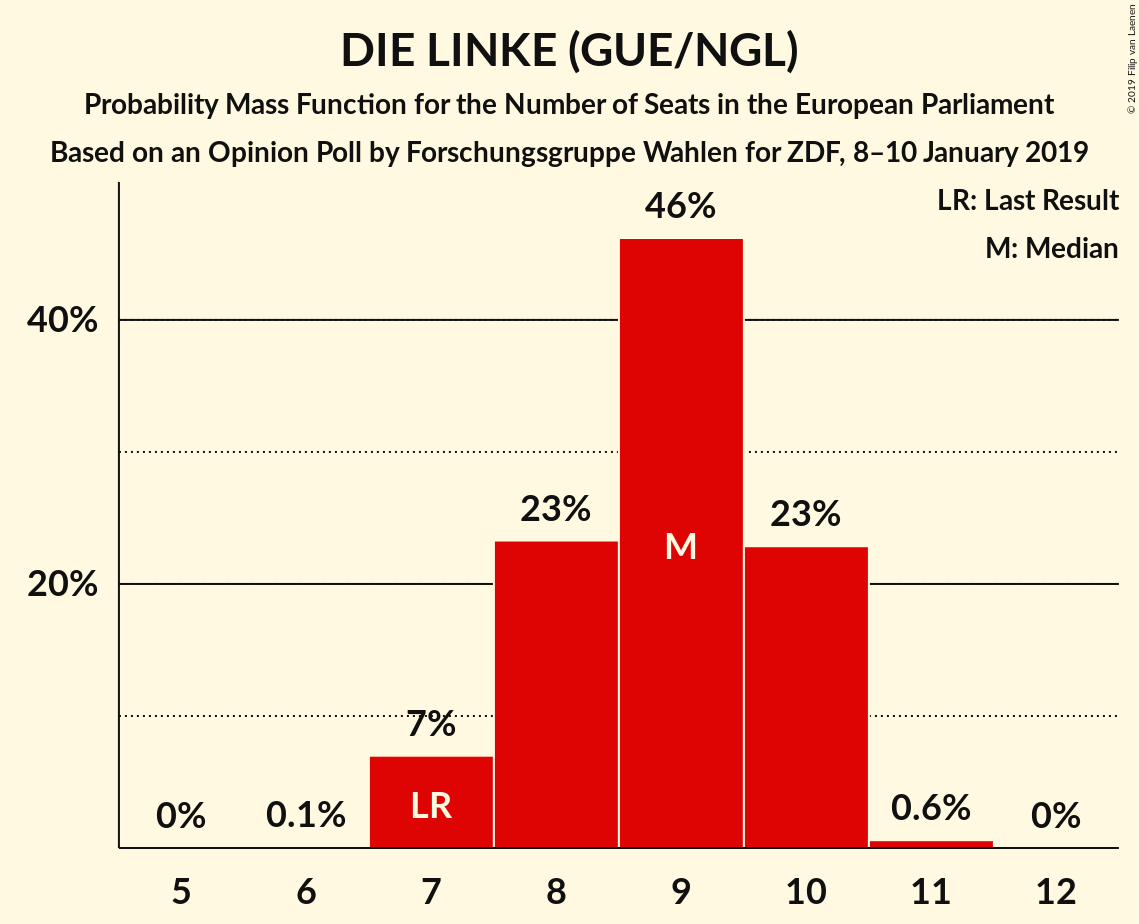 DIE LINKE (GUE/NGL)
Probability Mass Function for the Number of Seats in the European Parliament
Based on an Opinion Poll by Forschungsgruppe Wahlen for ZDF, 8–10 January 2019
© 2019 Filip van Laenen
LR: Last Result
M: Median
46%
40%
23%
23%
M
20%
7%
LR
0%
0.1%
0.6%
0%
5 6 7 8 9 10 11 12